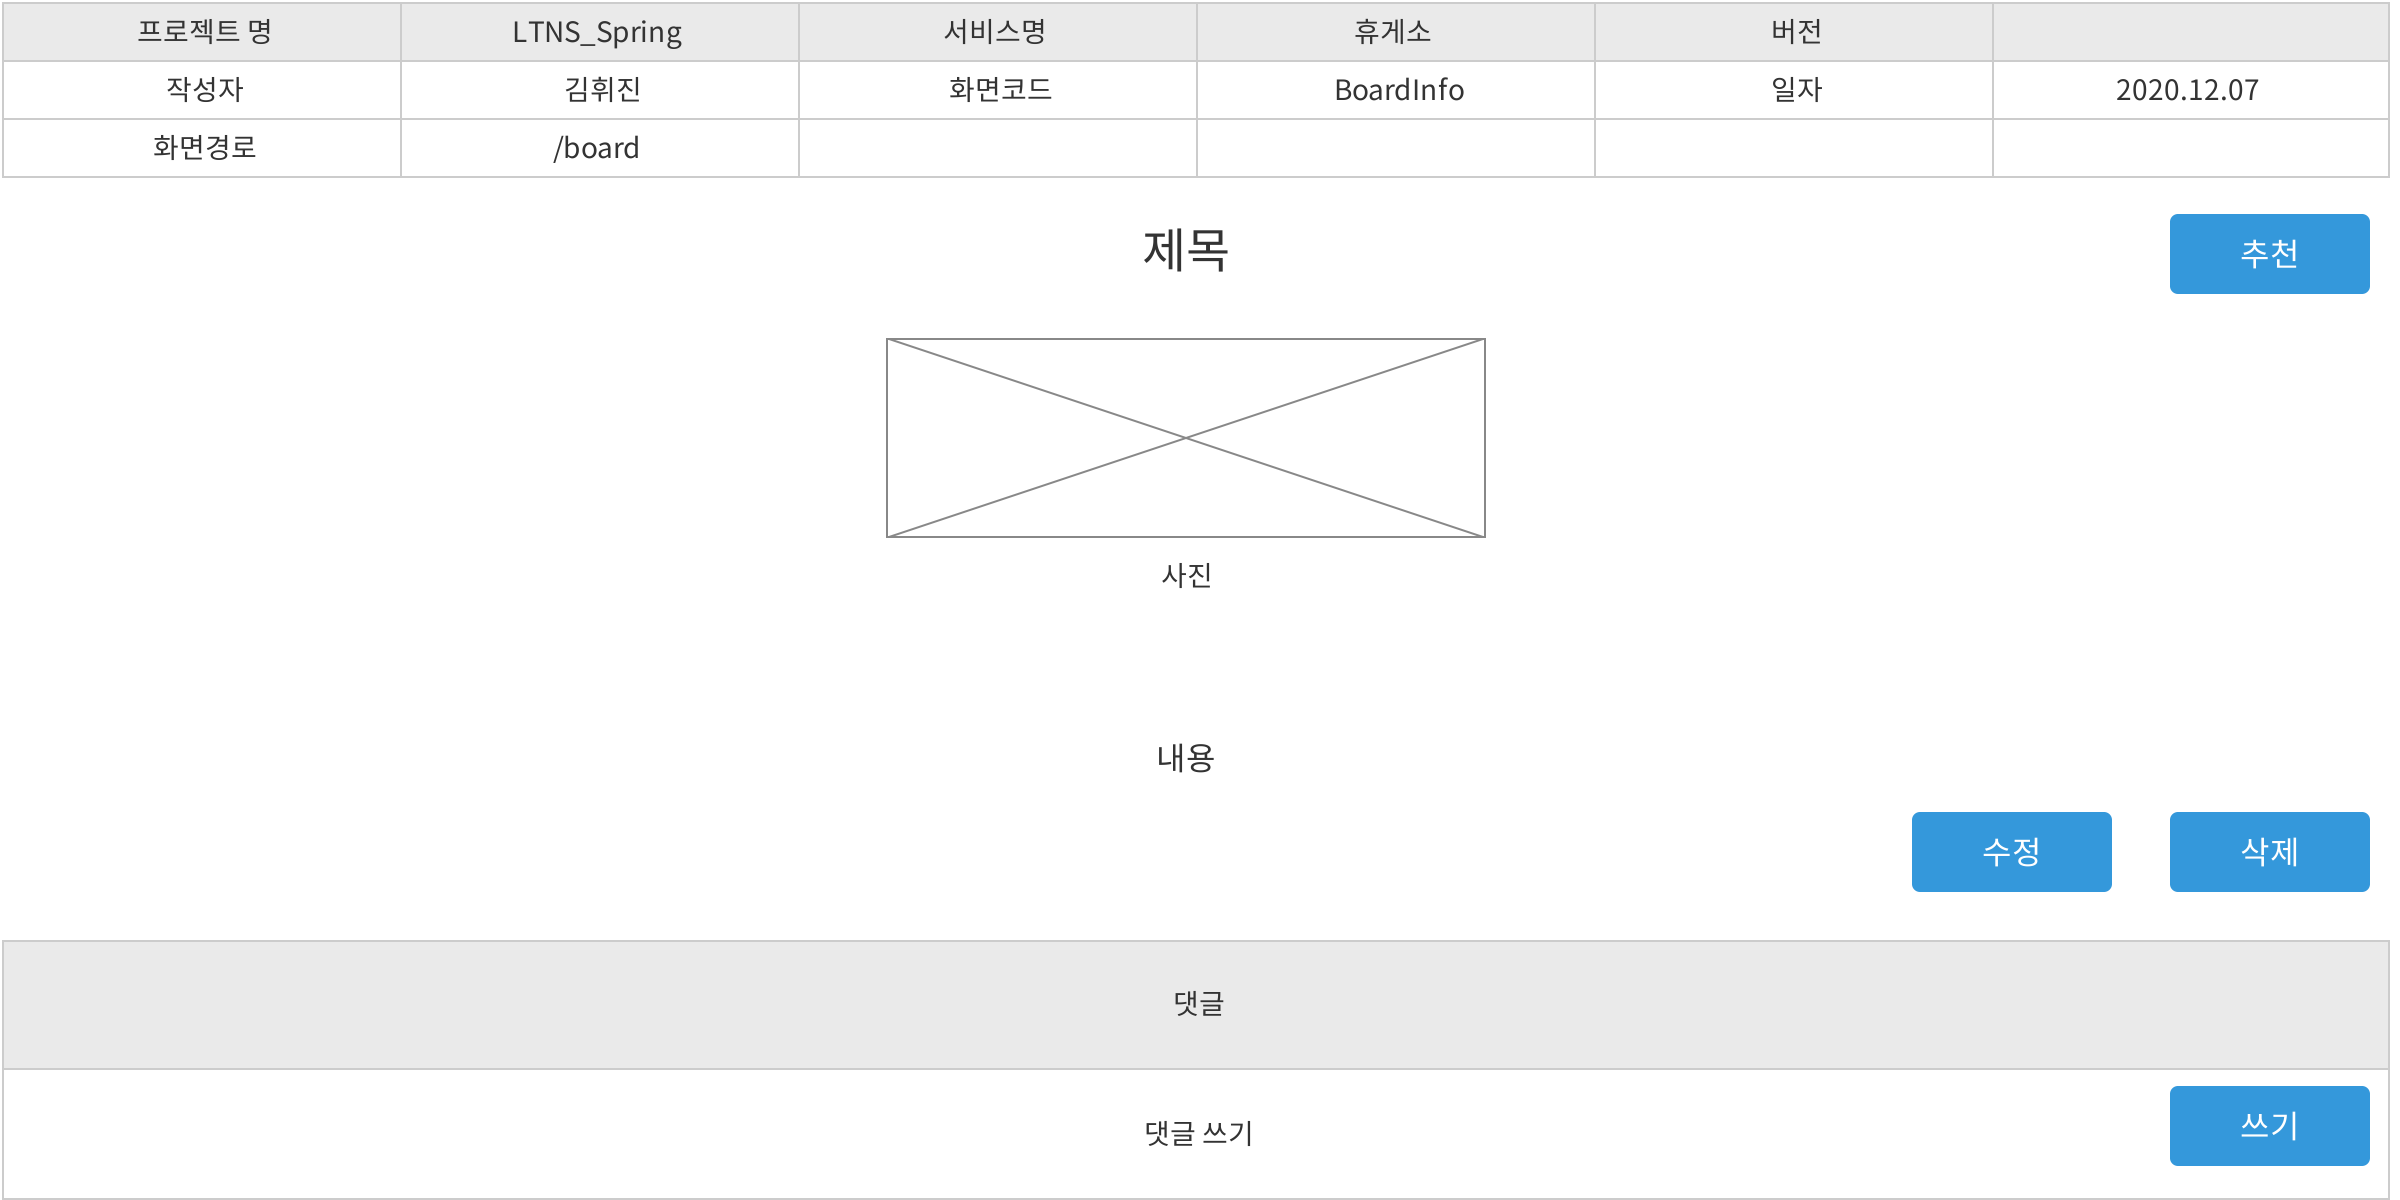 프로젝트 명 LTNS_Spring 서비스명 휴게소 버전
작성자 김휘진 화면코드 BoardInfo 일자 2020.12.07
화면경로 /board
제목
추천
사진
내용
수정 삭제
댓글
댓글 쓰기
쓰기